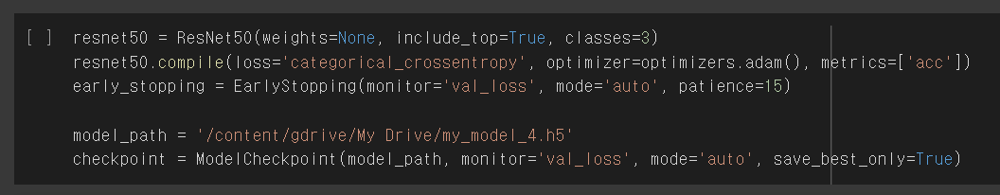 [ ] resnet50 = ResNet50(weights=None, include_top=True, classes=3)
resnet50.compile(loss='categorical_crossentropy', optimizer=optimizers.adam(), metrics=['acc'])
early_stopping = EarlyStopping(monitor='val_loss', mode='auto', patience=15)
model_path = '/content/gdrive/My Drive/my_model_4.h5'
checkpoint = ModelCheckpoint(model_path, monitor='val_loss', mode='auto', save_best_only=True)